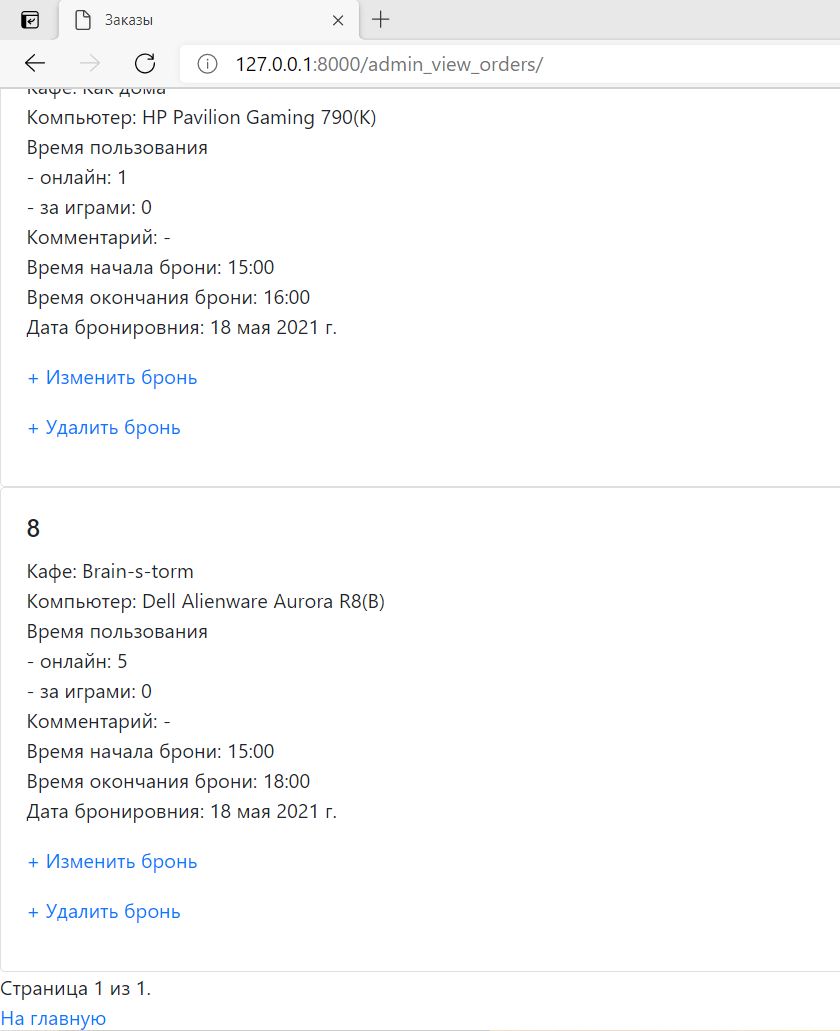 Заказы
127.0.0.1:8000/admin_view_orders/
Кафе: Как дома
Компьютер: HP Pavilion Gaming 790(K)
Время пользования
- онлайн: 1
- за играми: 0
Комментарий: -
Время начала брони: 15:00
Время окончания брони: 16:00
Дата бронировния: 18 мая 2021 г.
+ Изменить бронь
+ Удалить бронь
8
Кафе: Brain-s-torm
Компьютер: Dell Alienware Aurora R8(B)
Время пользования
- онлайн: 5
- за играми: 0
Комментарий: -
Время начала брони: 15:00
Время окончания брони: 18:00
Дата бронировния: 18 мая 2021 г.
+ Изменить бронь
+ Удалить бронь
Страница 1 из 1.
На главную